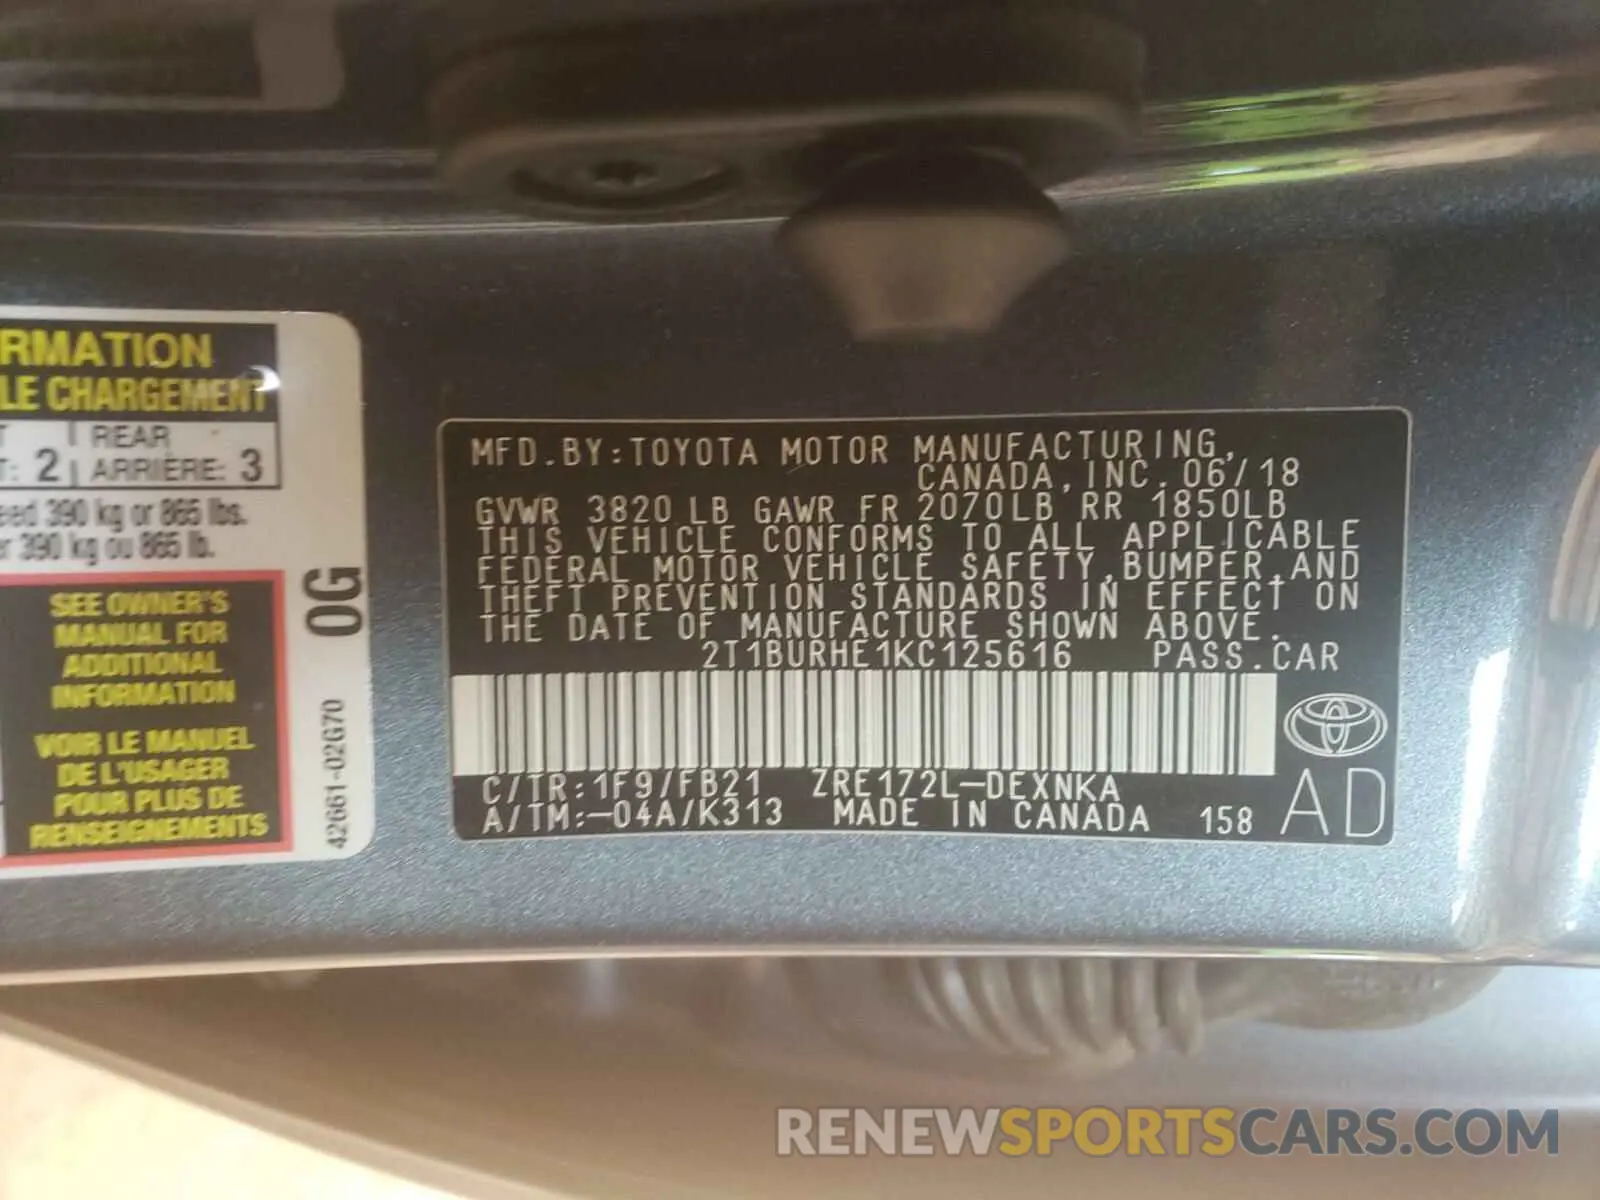 RMATION
LE CHARGEMENT
T REAR
T: 2 ARRIÈRE: 3
eed 390 kg or 865 lbs.
er 390 kg ou 865 lb.
SEE OWNER'S
MANUAL FOR
ADDITIONAL
INFORMATION
VOIR LE MANUEL
DE L'USAGER
POUR PLUS DE
RENSEIGNEMENTS
0G
42661-02G70
MFD.BY:TOYOTA MOTOR MANUFACTURING,
CANADA,INC. 06/18
GVWR 3820 LB GAWR FR 2070LB RR 1850LB
THIS VEHICLE CONFORMS TO ALL APPLICABLE
FEDERAL MOTOR VEHICLE SAFETY,BUMPER,AND
THEFT PREVENTION STANDARDS IN EFFECT ON
THE DATE OF MANUFACTURE SHOWN ABOVE.
2T1BURHE1KC125616 PASS.CAR
C/TR:1F9/FB21 ZRE172L-DEXNKA
A/TM:-04A/K313 MADE IN CANADA 158
AD
RENEWSPORTSCARS.COM